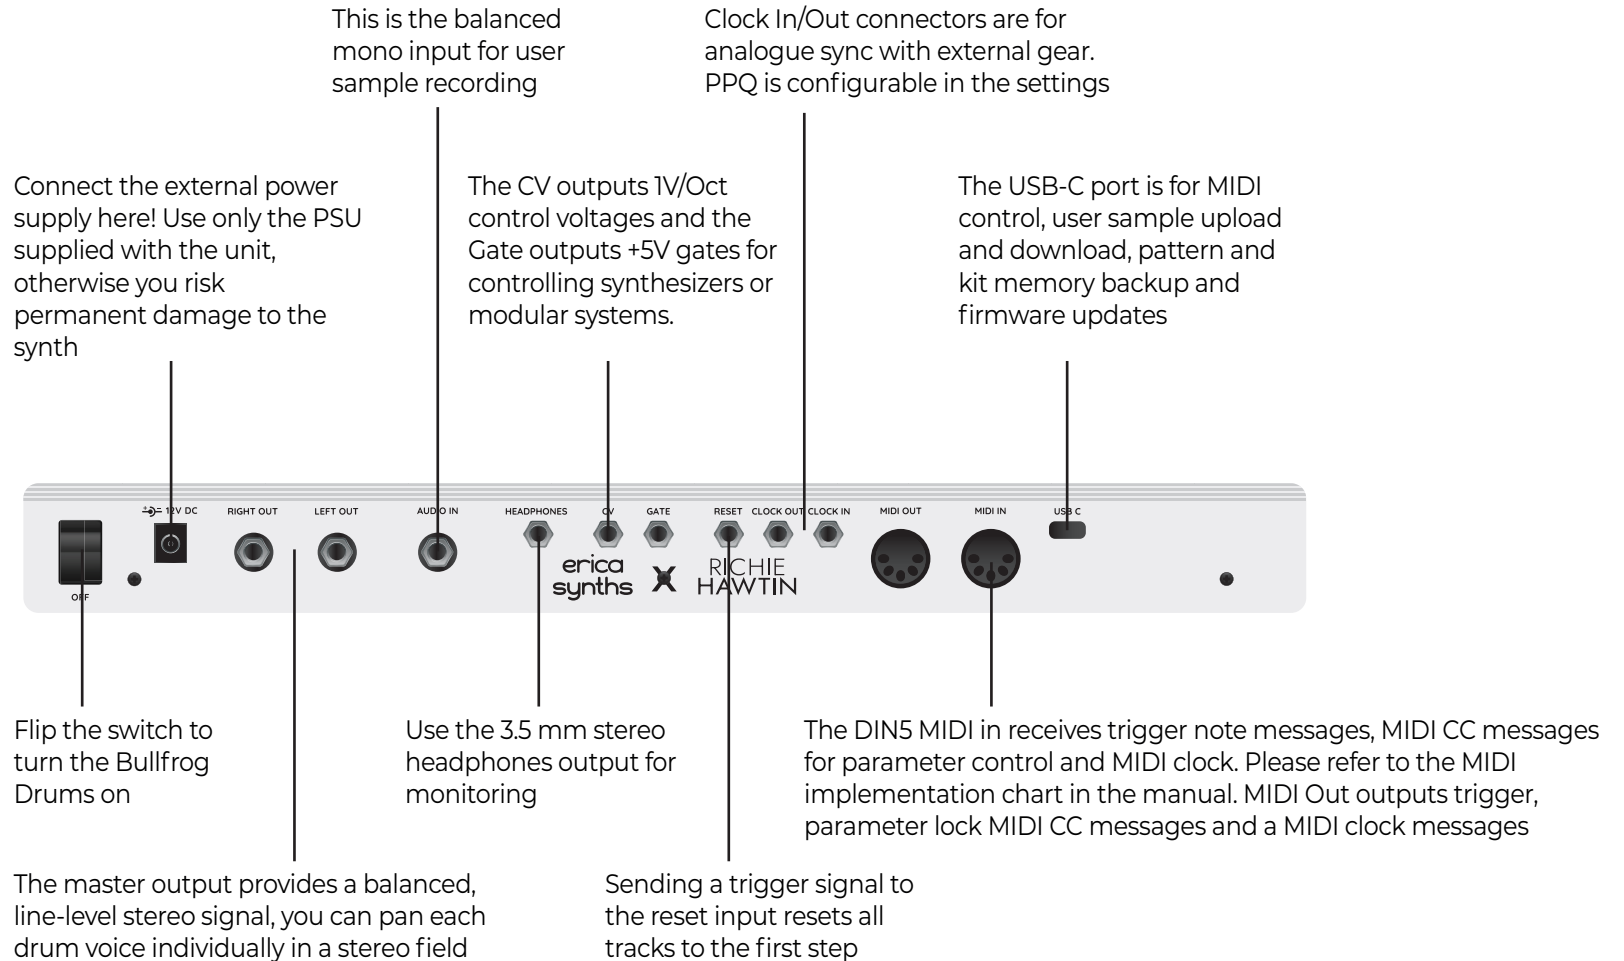 This is the balanced
mono input for user
sample recording
Clock In/Out connectors are for
analogue sync with external gear.
PPQ is configurable in the settings
Connect the external power
supply here! Use only the PSU
supplied with the unit,
otherwise you risk
permanent damage to the
synth
The CV outputs 1V/Oct
control voltages and the
Gate outputs +5V gates for
controlling synthesizers or
modular systems.
The USB-C port is for MIDI
control, user sample upload
and download, pattern and
kit memory backup and
firmware updates
12V DC
RIGHT OUT
LEFT OUT
AUDIO IN
HEADPHONES
CV
GATE
RESET
CLOCK OUT
CLOCK IN
MIDI OUT
MIDI IN
USB C
OFF
erica
synths
X
RICHIE
HAWTIN
Flip the switch to
turn the Bullfrog
Drums on
Use the 3.5 mm stereo
headphones output for
monitoring
The DIN5 MIDI in receives trigger note messages, MIDI CC messages
for parameter control and MIDI clock. Please refer to the MIDI
implementation chart in the manual. MIDI Out outputs trigger,
parameter lock MIDI CC messages and a MIDI clock messages
The master output provides a balanced,
line-level stereo signal, you can pan each
drum voice individually in a stereo field
Sending a trigger signal to
the reset input resets all
tracks to the first step